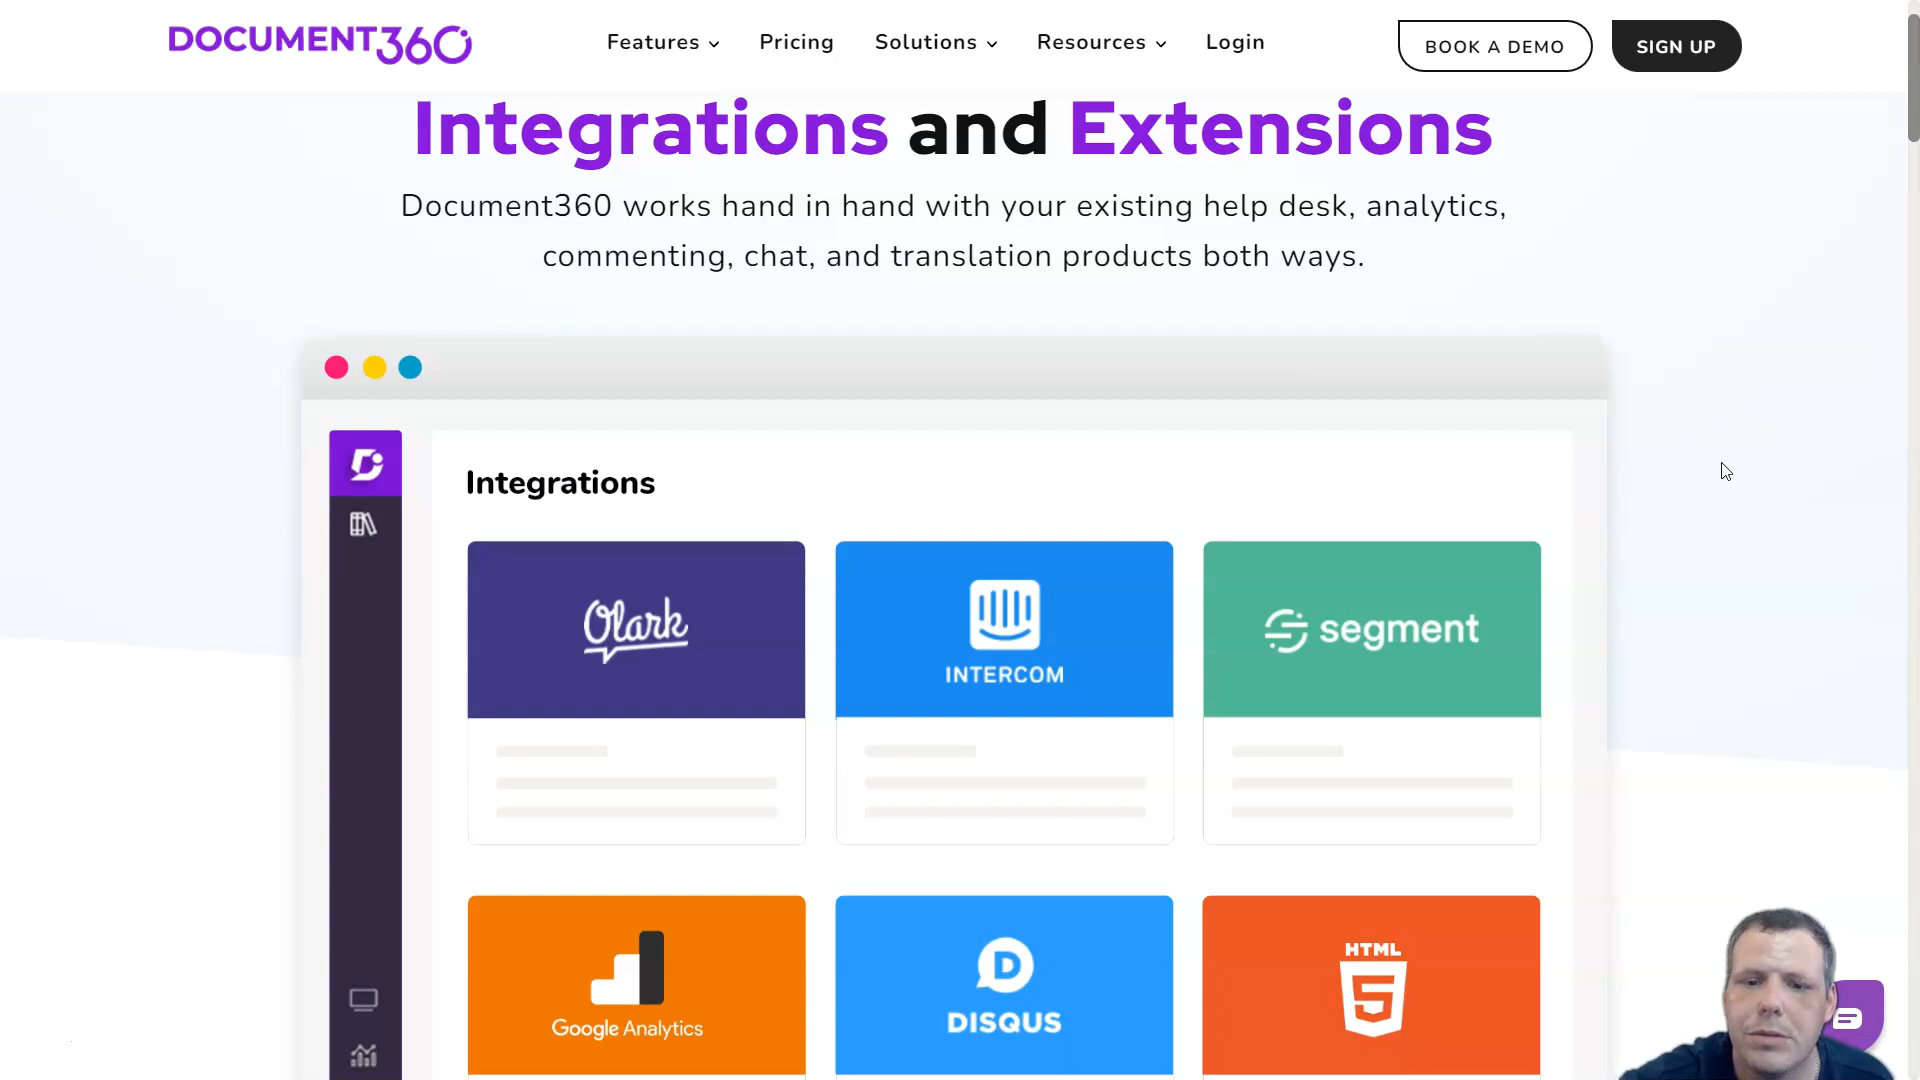 DOCUMENT360
Features
Pricing
Solutions
Resources
Login
BOOK A DEMO
SIGN UP
Integrations and Extensions
Document360 works hand in hand with your existing help desk, analytics,
commenting, chat, and translation products both ways.
Integrations
Olark
INTERCOM
segment
Google Analytics
DISQUS
HTML
5